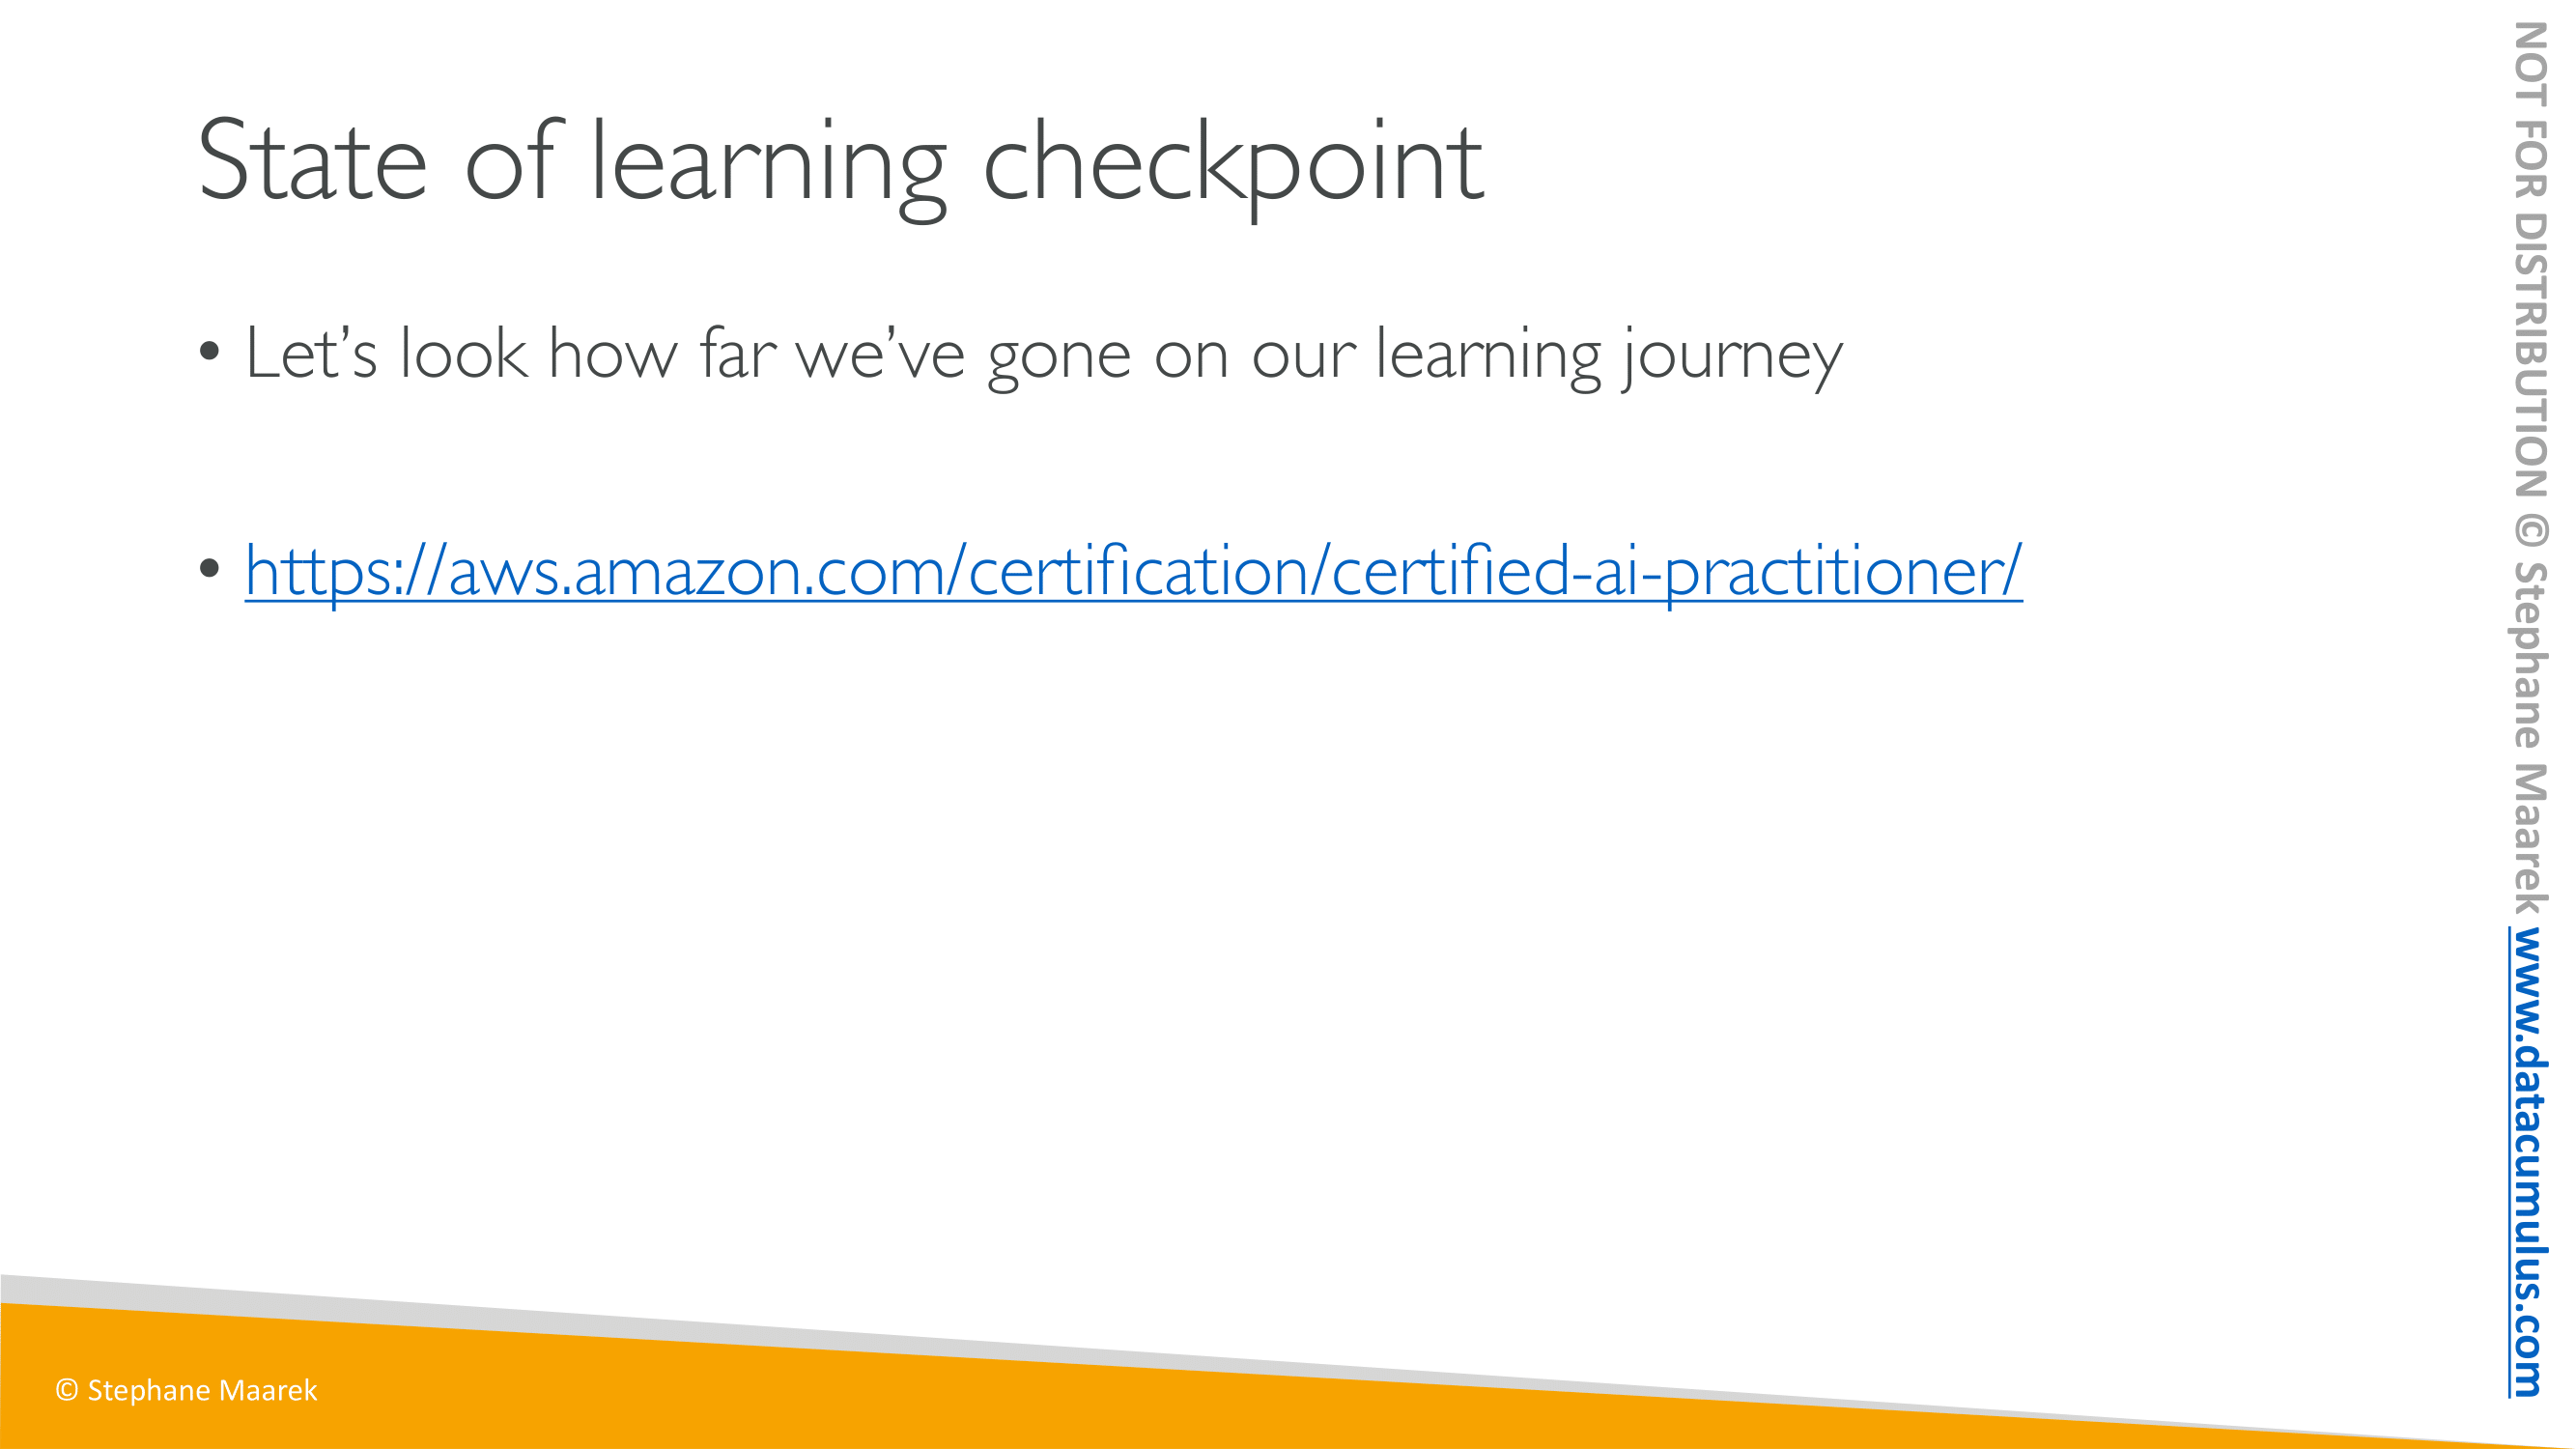 State of learning checkpoint
• Let’s look how far we’ve gone on our learning journey
• https://aws.amazon.com/certification/certified-ai-practitioner/
© Stephane Maarek
NOT FOR DISTRIBUTION © Stephane Maarek www.datacumulus.com